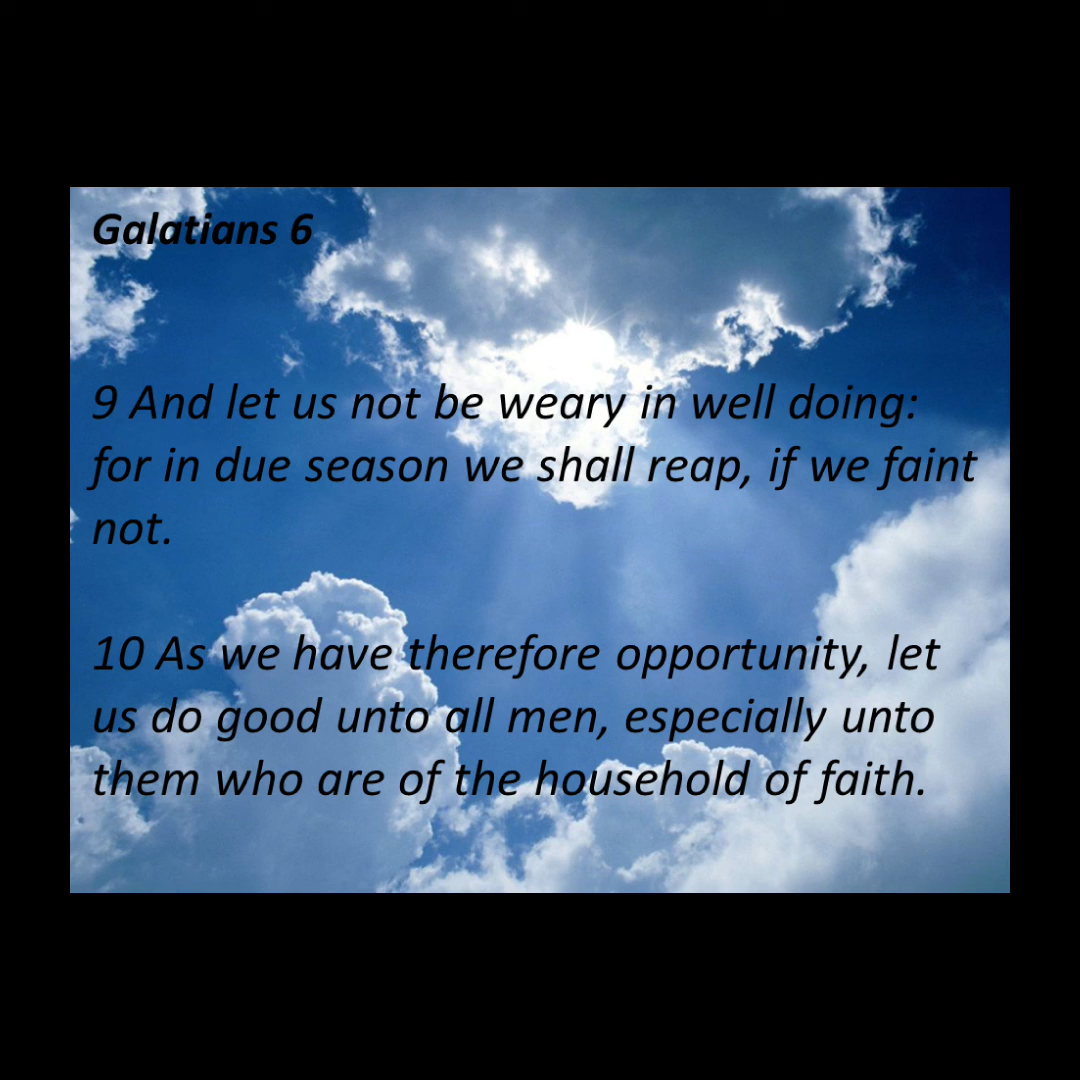 Galatians 6
9 And let us not be weary in well doing:
for in due season we shall reap, if we faint
not.
10 As we have therefore opportunity, let
us do good unto all men, especially unto
them who are of the household of faith.